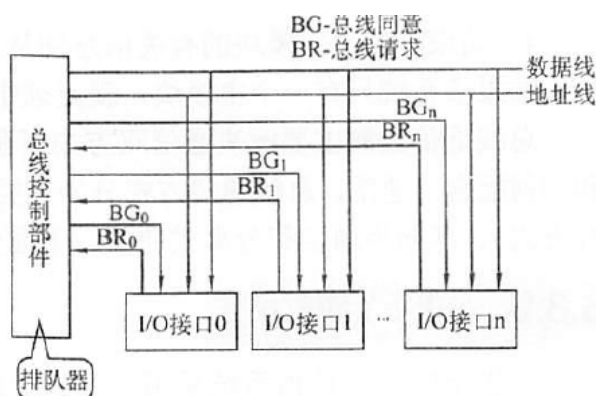 BG-总线同意
BR-总线请求
数据线
地址线
BGn
BRn
BG1
BR1
BG0
BR0
总线控制部件
I/O接口0
I/O接口1
...
I/O接口n
排队器